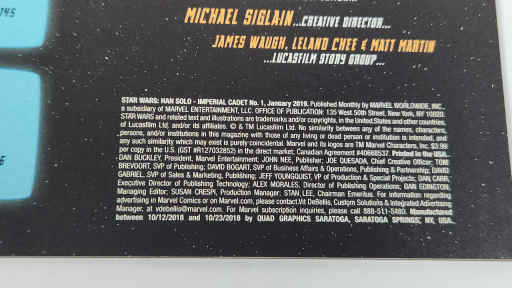 MICHAEL SIGLAIN...CREATIVE DIRECTOR...
JAMES WAUGH, LELAND CHEE & MATT MARTIN
...LUCASFILM STORY GROUP...
STAR WARS: HAN SOLO - IMPERIAL CADET No. 1, January 2019. Published Monthly by MARVEL WORLDWIDE, INC.,
a subsidiary of MARVEL ENTERTAINMENT, LLC. OFFICE OF PUBLICATION: 135 West 50th Street, New York, NY 10020.
STAR WARS and related text and illustrations are trademarks and/or copyrights, in the United States and other countries,
of Lucasfilm Ltd. and/or its affiliates. © & TM Lucasfilm Ltd. No similarity between any of the names, characters,
persons, and/or institutions in this magazine with those of any living or dead person or institution is intended, and
any such similarity which may exist is purely coincidental. Marvel and its logos are TM Marvel Characters, Inc. $3.99
per copy in the U.S. (GST #R127032852) in the direct market; Canadian Agreement #40668537. Printed in the USA.
DAN BUCKLEY, President, Marvel Entertainment; JOHN NEE, Publisher; JOE QUESADA, Chief Creative Officer; TOM
BREVOORT, SVP of Publishing; DAVID BOGART, SVP of Business Affairs & Operations, Publishing & Partnership; DAVID
GABRIEL, SVP of Sales & Marketing, Publishing; JEFF YOUNGQUIST, VP of Production & Special Projects; DAN CARR,
Executive Director of Publishing Technology; ALEX MORALES, Director of Publishing Operations; DAN EDINGTON,
Managing Editor; SUSAN CRESPI, Production Manager; STAN LEE, Chairman Emeritus. For information regarding
advertising in Marvel Comics or on Marvel.com, please contact Vit DeBellis, Custom Solutions & Integrated Advertising
Manager, at vdebellis@marvel.com. For Marvel subscription inquiries, please call 888-511-5480. Manufactured
between 10/12/2018 and 10/23/2018 by QUAD GRAPHICS SARATOGA, SARATOGA SPRINGS, NY, USA.